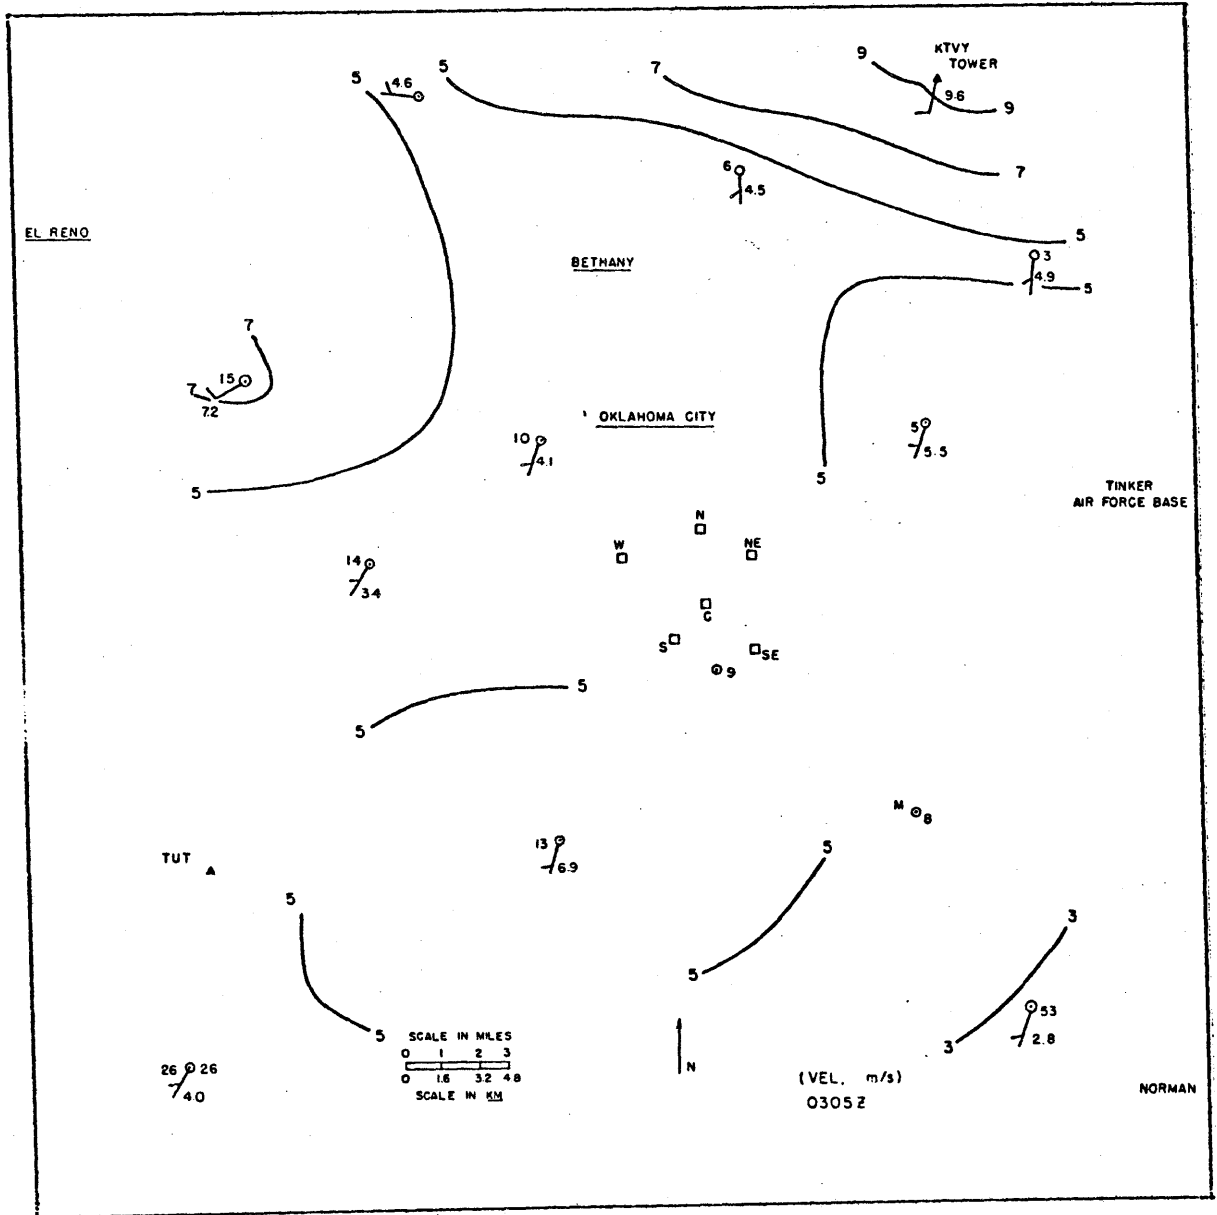 KTVY
TOWER
9
5
4.6
5
7
9.6
9
6
4.5
7
EL RENO
BETHANY
5
3
4.9
5
7
15
7
7.2
OKLAHOMA CITY
10
4.1
5
5.5
5
5
TINKER
AIR FORCE BASE
N
W
NE
14
3.4
C
S
SE
9
5
5
M
8
13
6.9
5
TUT
5
3
5
5
53
2.8
3
SCALE IN MILES
0 1 2 3
0 1.6 3.2 4.8
SCALE IN KM
N
26 26
4.0
(VEL, m/s)
0305Z
NORMAN